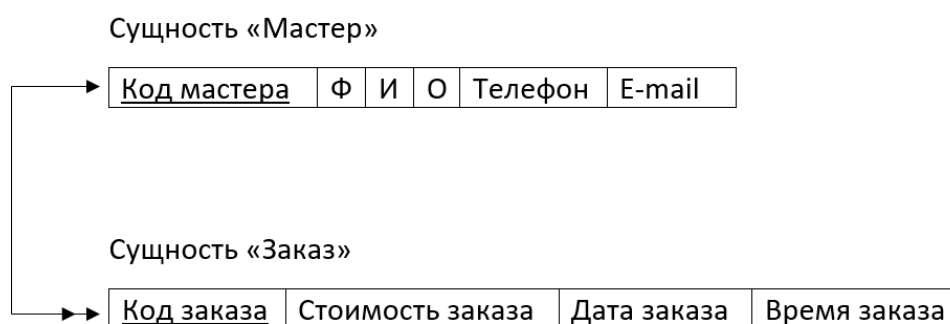 Сущность «Мастер»
Код мастера Ф И О Телефон E-mail
Сущность «Заказ»
Код заказа Стоимость заказа Дата заказа Время заказа